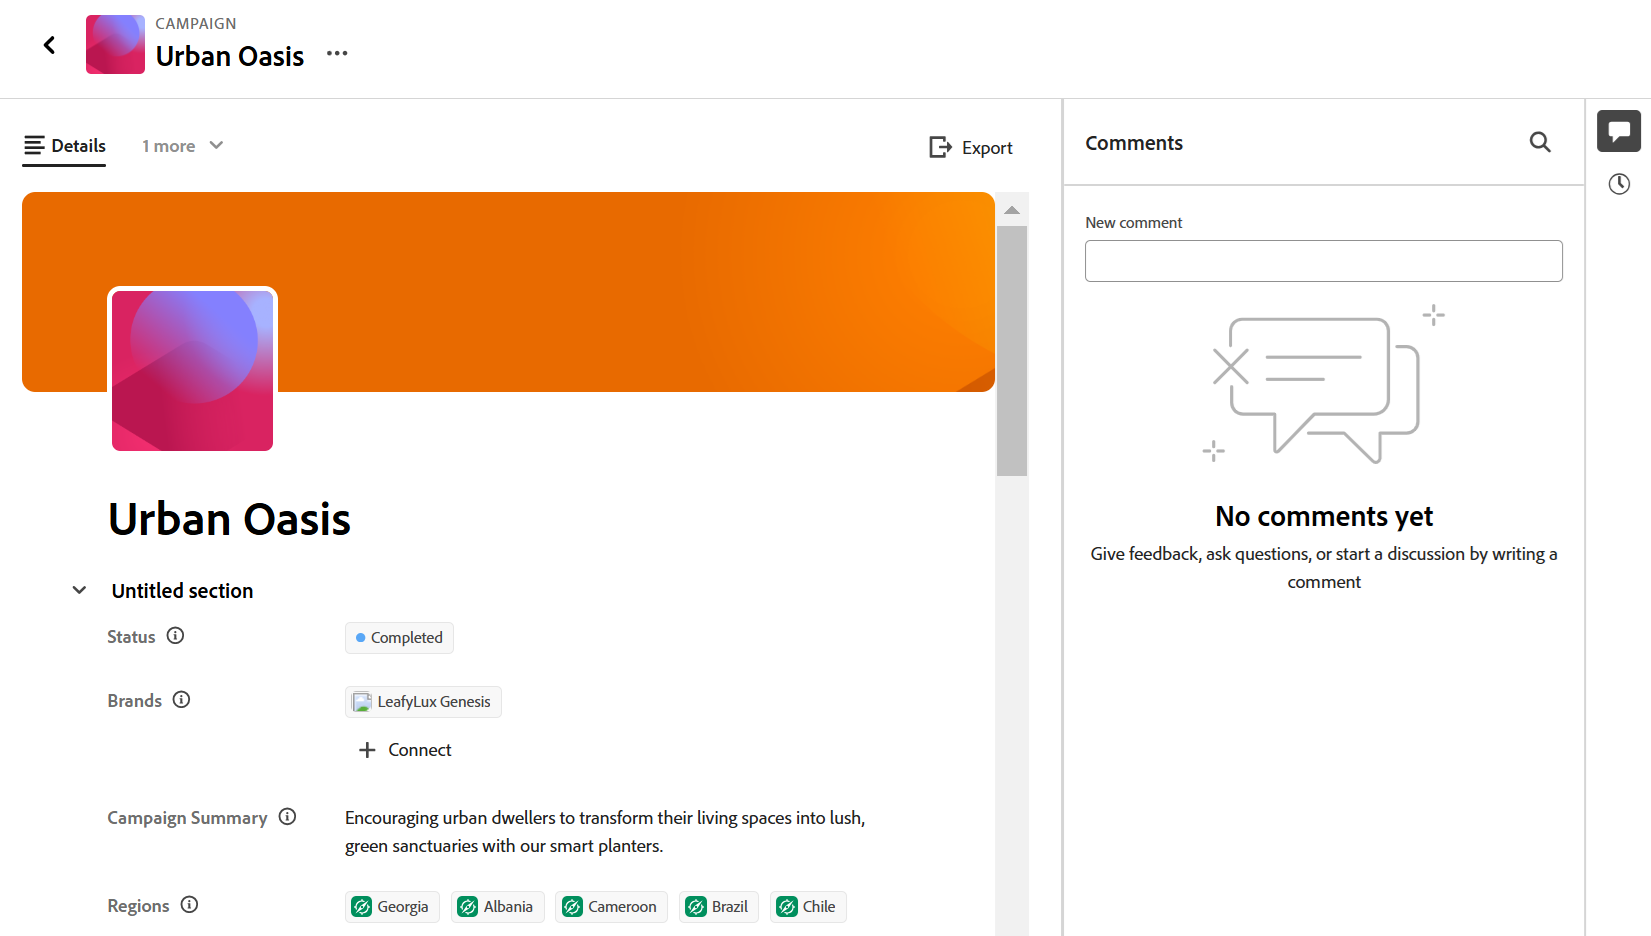 CAMPAIGN
Urban Oasis
Details
1 more
Export
Urban Oasis
Untitled section
Status
Completed
Brands
LeafyLux Genesis
Connect
Campaign Summary
Encouraging urban dwellers to transform their living spaces into lush,
green sanctuaries with our smart planters.
Regions
Georgia
Albania
Cameroon
Brazil
Chile
Comments
New comment
No comments yet
Give feedback, ask questions, or start a discussion by writing a
comment